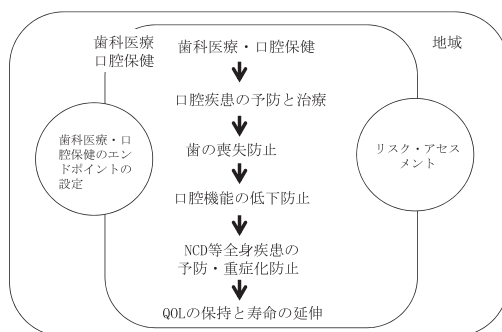 歯科医療
口腔保健
歯科医療・口腔保健
地域
口腔疾患の予防と治療
歯科医療・口
腔保健のエン
ドポイントの
設定
歯の喪失防止
リスク・アセス
メント
口腔機能の低下防止
NCD等全身疾患の
予防・重症化防止
QOLの保持と寿命の延伸